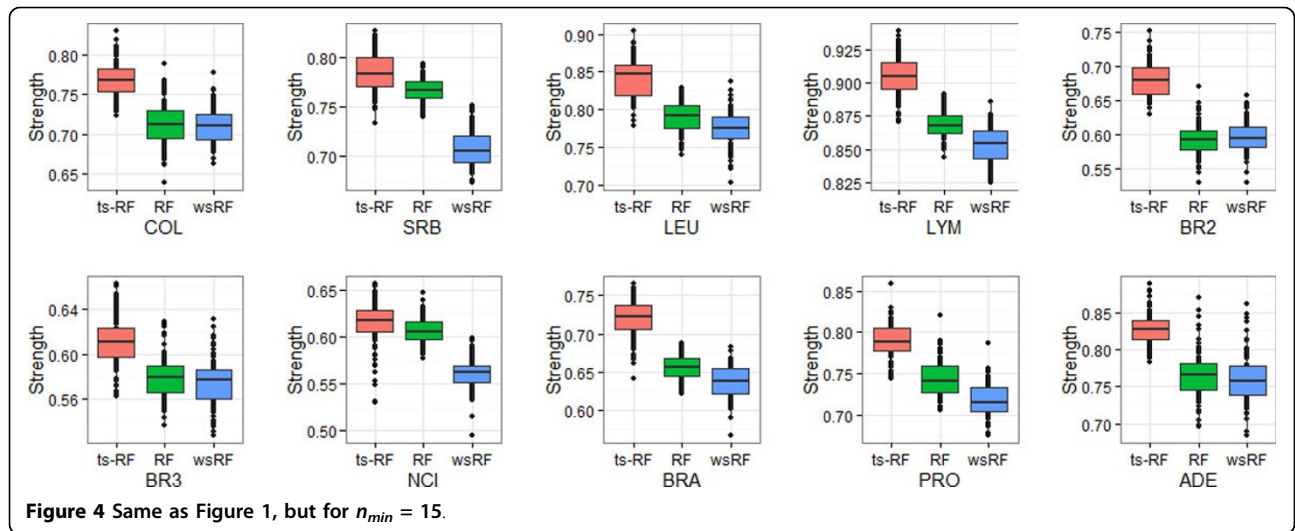 0.80
0.75
0.70
0.65
Strength
ts-RF RF wsRF
COL
0.80
0.75
0.70
Strength
ts-RF RF wsRF
SRB
0.90
0.85
0.80
0.75
0.70
Strength
ts-RF RF wsRF
LEU
0.925
0.900
0.875
0.850
0.825
Strength
ts-RF RF wsRF
LYM
0.75
0.70
0.65
0.60
0.55
Strength
ts-RF RF wsRF
BR2
0.64
0.60
0.56
Strength
ts-RF RF wsRF
BR3
0.65
0.60
0.55
0.50
Strength
ts-RF RF wsRF
NCI
0.75
0.70
0.65
0.60
Strength
ts-RF RF wsRF
BRA
0.85
0.80
0.75
0.70
Strength
ts-RF RF wsRF
PRO
0.85
0.80
0.75
0.70
Strength
ts-RF RF wsRF
ADE
Figure 4 Same as Figure 1, but for n_min = 15.